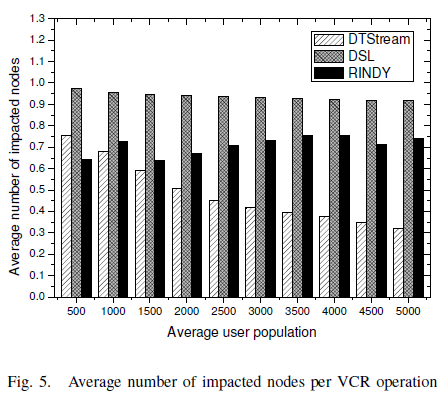 1.3
1.2
1.1
1.0
0.9
0.8
0.7
0.6
0.5
0.4
0.3
0.2
0.1
0.0
Average number of impacted nodes
DTStream
DSL
RINDY
500 1000 1500 2000 2500 3000 3500 4000 4500 5000
Average user population
Fig. 5. Average number of impacted nodes per VCR operation